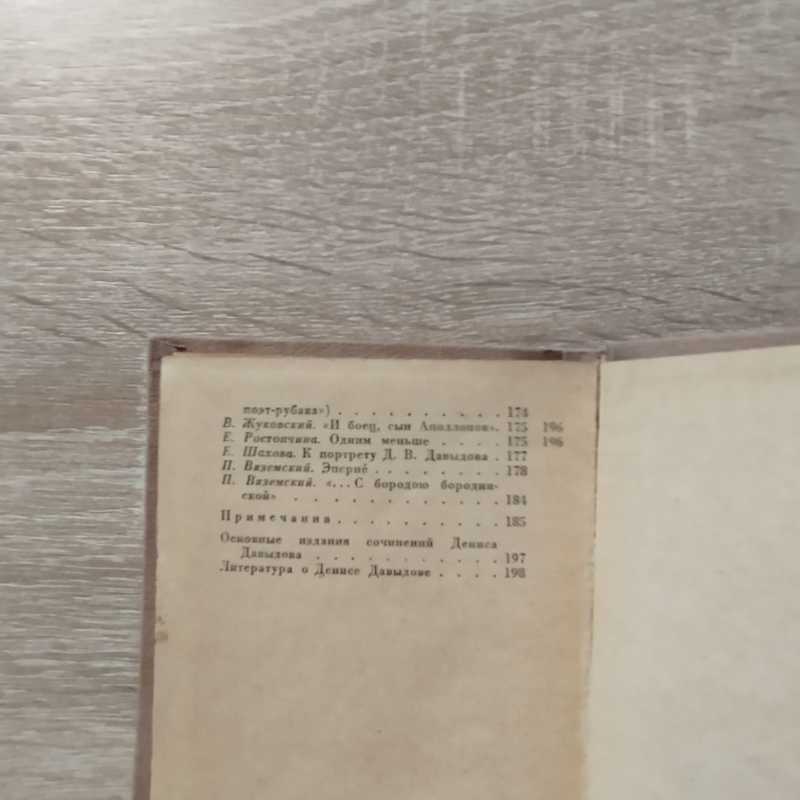 поэт-рубака») . . . . . . . . . . 174
В. Жуковский. «И боец, сын Аполлонов». 175 196
Е. Ростопчина. Одним меньше . . . . 175 196
Е. Шахова. К портрету Д. В. Давыдова . 177
П. Вяземский. Эперне . . . . . . . . 178
П. Вяземский. «...С бородою бородин-
ской» . . . . . . . . . . . . 184
Примечания . . . . . . . . . . . 185
Основные издания сочинений Дениса
Давыдова . . . . . . . . . . . 197
Литература о Денисе Давыдове . . . . 198